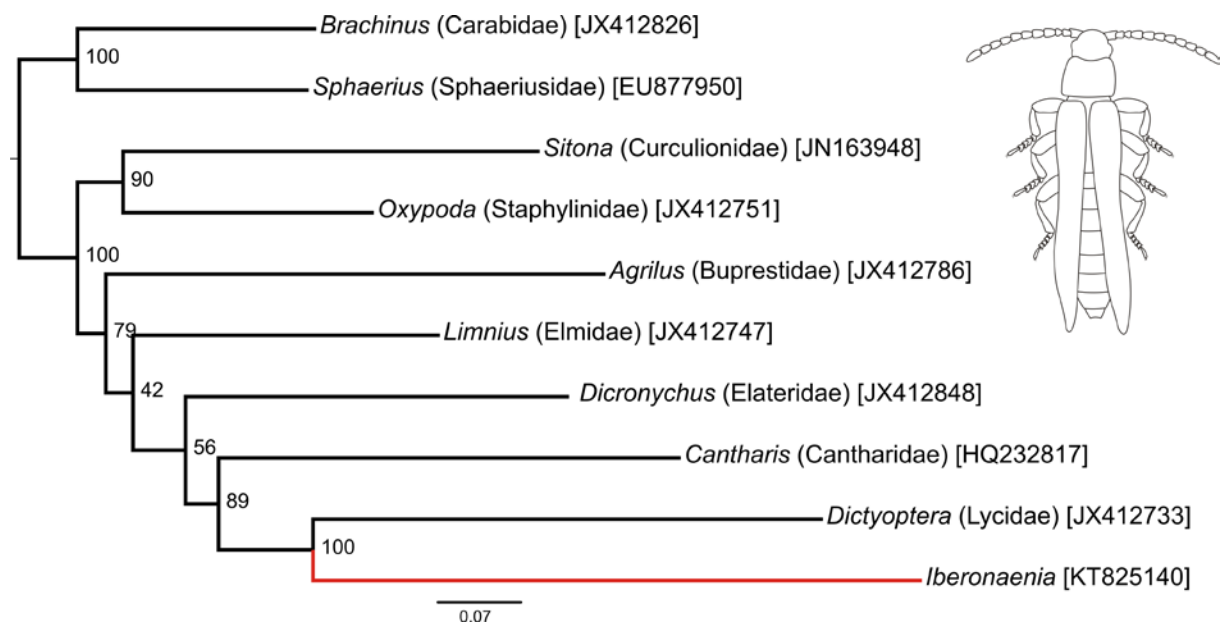 Brachinus (Carabidae) [JX412826]
100
Sphaerius (Sphaeriusidae) [EU877950]
Sitona (Curculionidae) [JN163948]
90
Oxypoda (Staphylinidae) [JX412751]
100
Agrilus (Buprestidae) [JX412786]
79
Limnius (Elmidae) [JX412747]
42
Dicronychus (Elateridae) [JX412848]
56
Cantharis (Cantharidae) [HQ232817]
89
Dictyoptera (Lycidae) [JX412733]
100
Iberonaenia [KT825140]
0.07